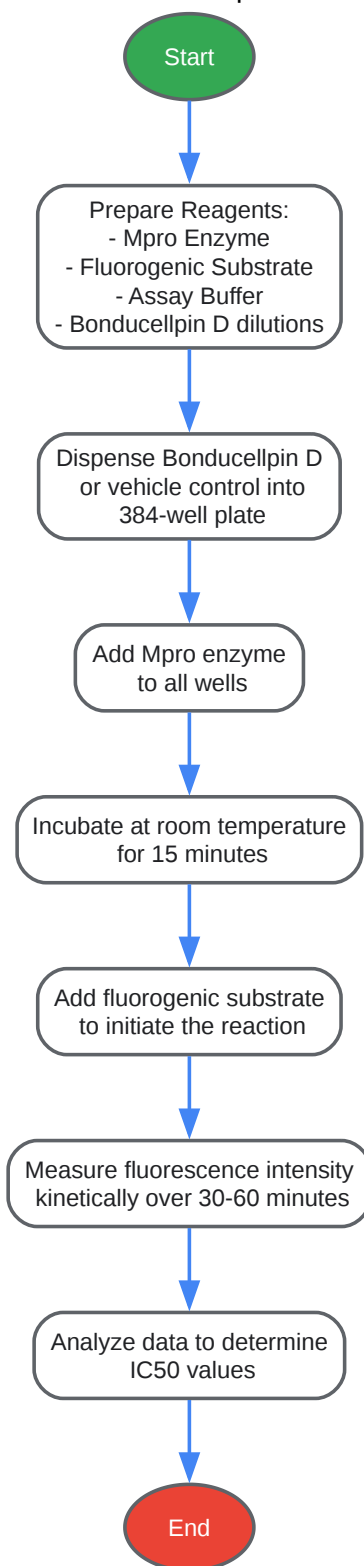 Start
Prepare Reagents:
- Mpro Enzyme
- Fluorogenic Substrate
- Assay Buffer
- Bonducellpin D dilutions
Dispense Bonducellpin D
or vehicle control into
384-well plate
Add Mpro enzyme
to all wells
Incubate at room temperature
for 15 minutes
Add fluorogenic substrate
to initiate the reaction
Measure fluorescence intensity
kinetically over 30-60 minutes
Analyze data to determine
IC50 values
End